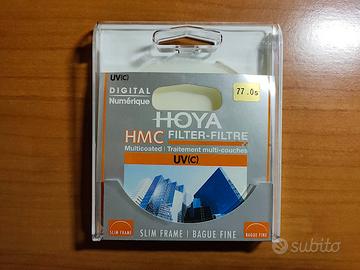 UV(C)
77.0s
DIGITAL
Numérique
HOYA
HMC FILTER-FILTRE
Multicoated | Traitement multi-couches
UV(C)
SLIM FRAME
SLIM FRAME | BAGUE FINE
BAGUE FINE
subito